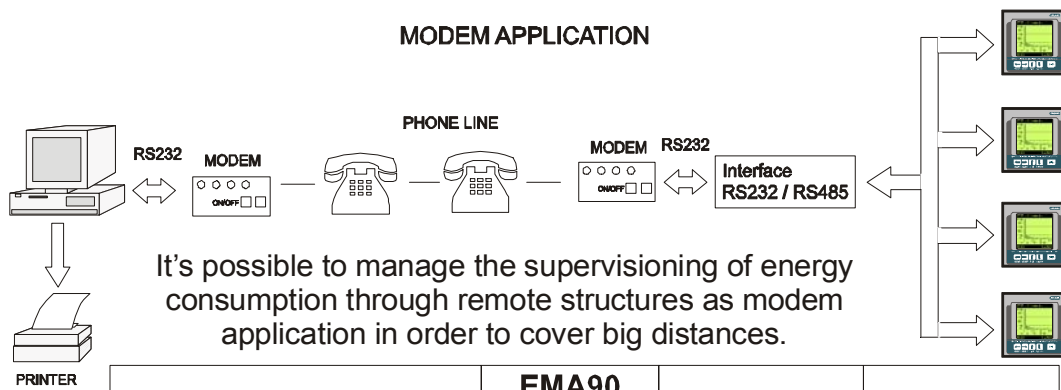 MODEM APPLICATION
PHONE LINE
RS232
MODEM
MODEM
RS232
ON/OFF
ON/OFF
Interface
RS232 / RS485
It's possible to manage the supervisioning of energy
consumption through remote structures as modem
application in order to cover big distances.
PRINTER
EMA90